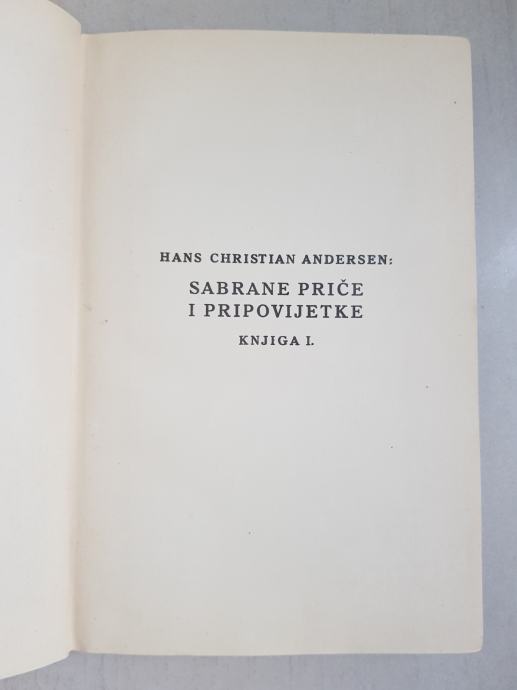 HANS CHRISTIAN ANDERSEN:
SABRANE PRIČE
I PRIPOVIJETKE
KNJIGA I.